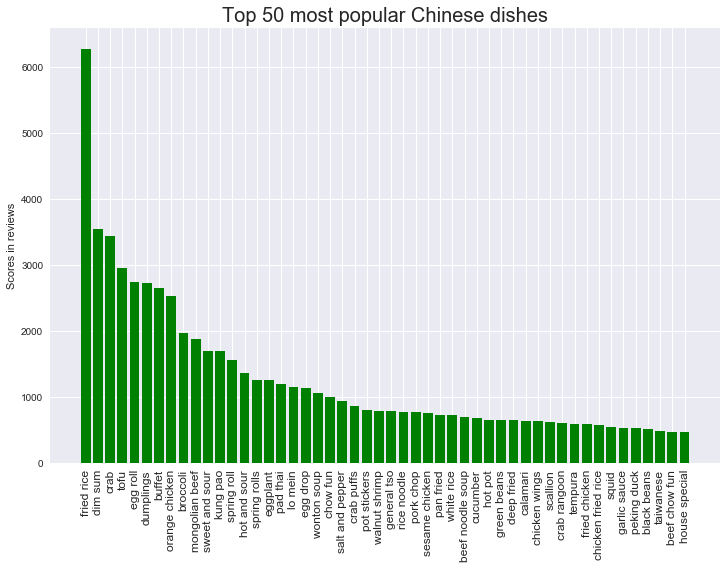 Top 50 most popular Chinese dishes
Scores in reviews
6000
5000
4000
3000
2000
1000
0
fried rice
dim sum
crab
tofu
egg roll
dumplings
buffet
orange chicken
broccoli
mongolian beef
sweet and sour
kung pao
spring roll
hot and sour
spring rolls
eggplant
pad thai
lo mein
egg drop
wonton soup
chow fun
salt and pepper
crab puffs
pot stickers
walnut shrimp
general tso
rice noodle
pork chop
sesame chicken
pan fried
white rice
beef noodle soup
cucumber
hot pot
green beans
deep fried
calamari
chicken wings
scallion
crab rangoon
tempura
fried chicken
chicken fried rice
squid
garlic sauce
peking duck
black beans
taiwanese
beef chow fun
house special